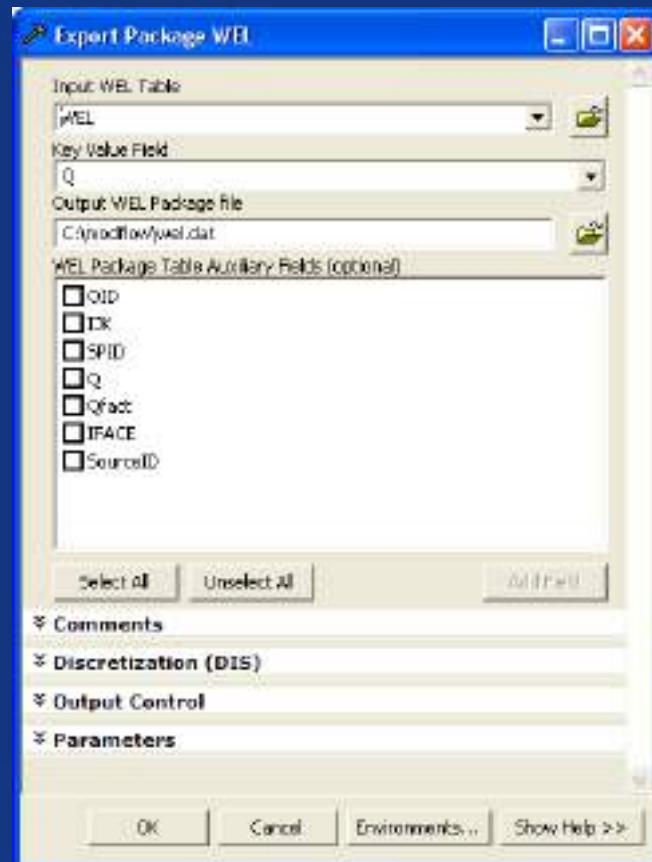 Export Package WEL
Input WEL Table
WEL
Key Value Field
Q
Output WEL Package file
C:\modflow\wel.dat
WEL Package Table Auxiliary Fields (optional)
OID
IJK
SPID
Q
Qfact
IFACE
SourceID
Select All Unselect All Add Field
Comments
Discretization (DIS)
Output Control
Parameters
OK Cancel Environments... Show Help >>